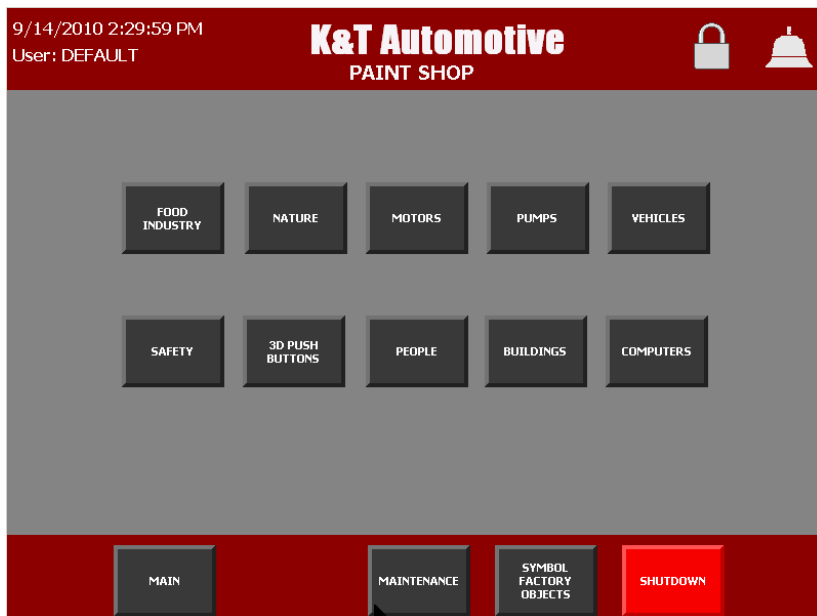 9/14/2010 2:29:59 PM
User: DEFAULT
K&T Automotive
PAINT SHOP
FOOD
INDUSTRY
NATURE
MOTORS
PUMPS
VEHICLES
SAFETY
3D PUSH
BUTTONS
PEOPLE
BUILDINGS
COMPUTERS
MAIN
MAINTENANCE
SYMBOL
FACTORY
OBJECTS
SHUTDOWN